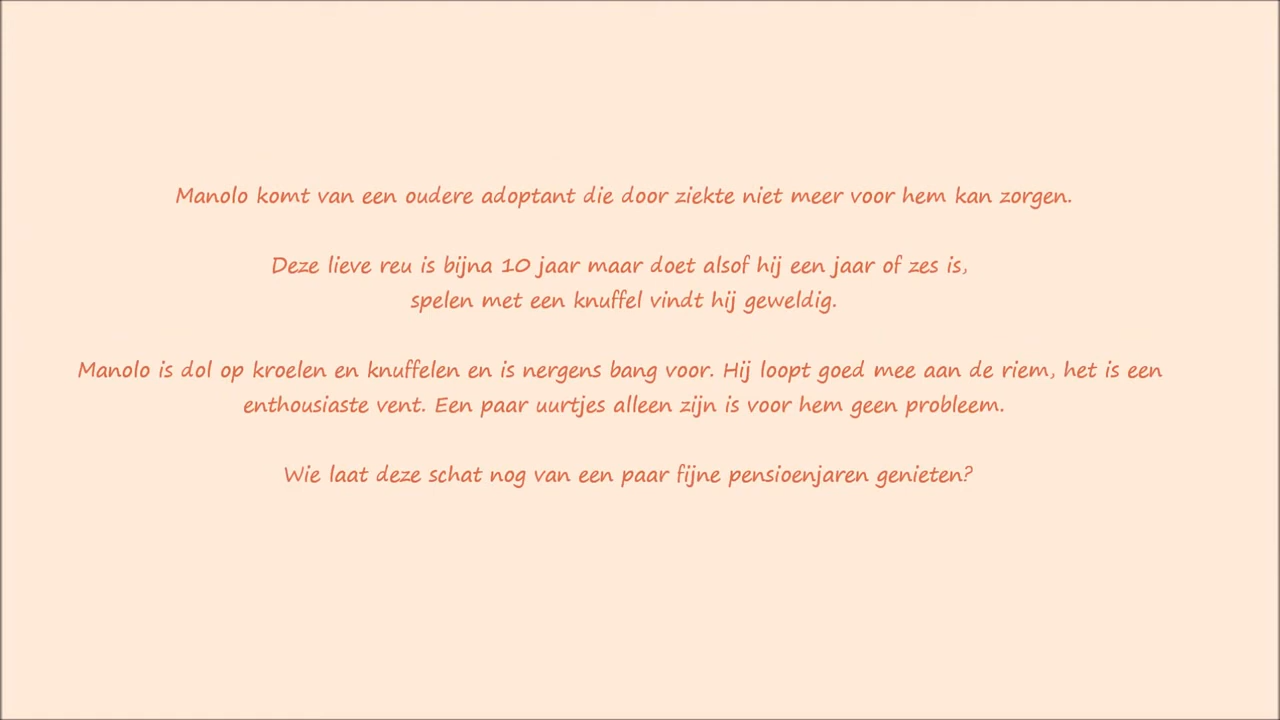 Manolo komt van een oudere adoptant die door ziekte niet meer voor hem kan zorgen.
Deze lieve reu is bijna 10 jaar maar doet alsof hij een jaar of zes is,
spelen met een knuffel vindt hij geweldig.
Manolo is dol op kroelen en knuffelen en is nergens bang voor. Hij loopt goed mee aan de riem, het is een
enthousiaste vent. Een paar uurtjes alleen zijn is voor hem geen probleem.
Wie laat deze schat nog van een paar fijne pensioenjaren genieten?